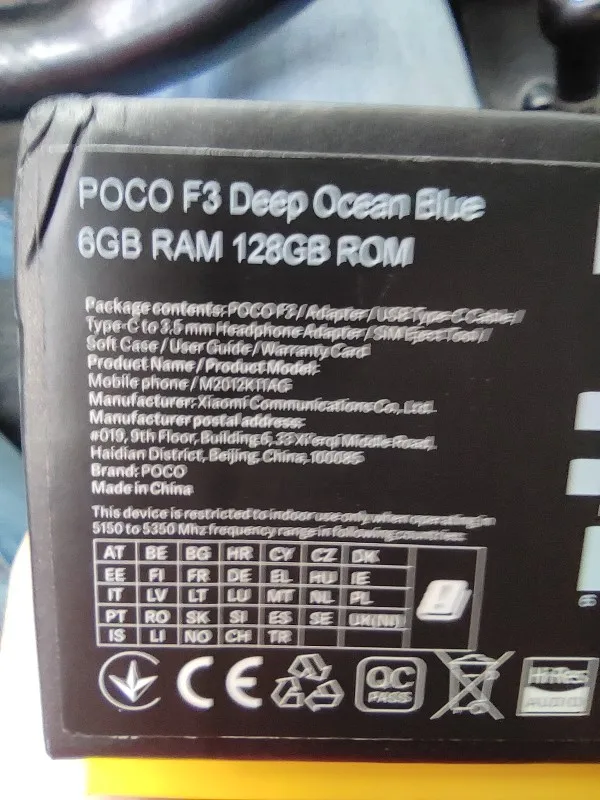 POCO F3 Deep Ocean Blue
6GB RAM 128GB ROM
Package contents: POCO F3 / Adapter / USB Type-C Cable /
Type-C to 3.5 mm Headphone Adapter / SIM Eject Tool /
Soft Case / User Guide / Warranty Card
Product Name / Product Model:
Mobile phone / M2012K11AG
Manufacturer: Xiaomi Communications Co., Ltd.
Manufacturer postal address:
#019, 9th Floor, Building 6, 33 Xi'erqi Middle Road,
Haidian District, Beijing, China, 100085
Brand: POCO
Made in China
This device is restricted to indoor use only when operating in
5150 to 5350 Mhz frequency range in following countries:
AT BE BG HR CY CZ DK
EE FI FR DE EL HU IE
IT LV LT LU MT NL PL
PT RO SK SI ES SE UK(NI)
IS LI NO CH TR
CE
QC
PASS
Hi-Res
AUDIO